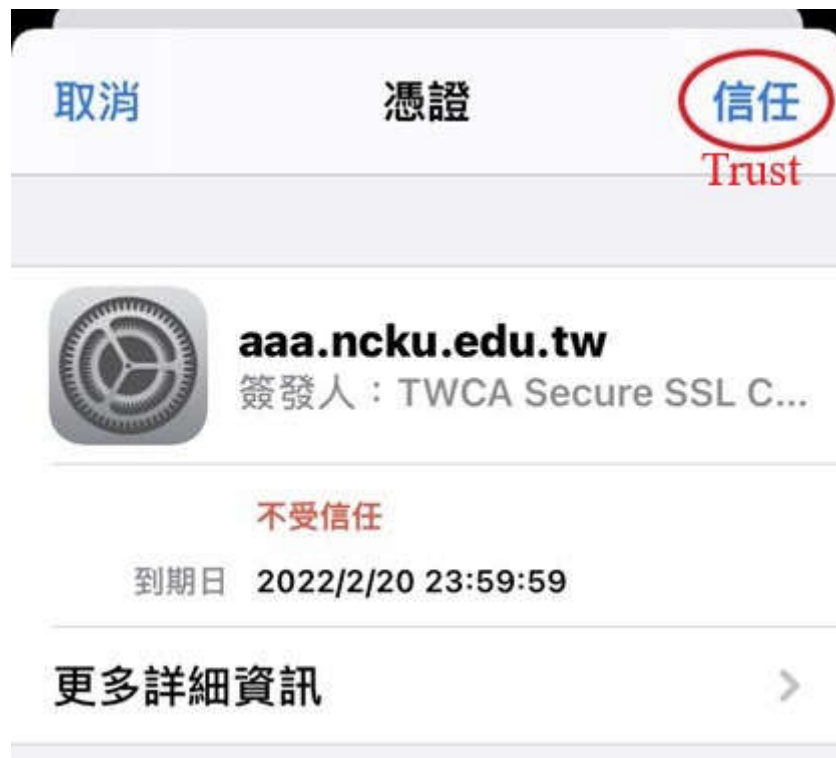 取消
憑證
信任
Trust
aaa.ncku.edu.tw
簽發人：TWCA Secure SSL C...
不受信任
到期日 2022/2/20 23:59:59
更多詳細資訊